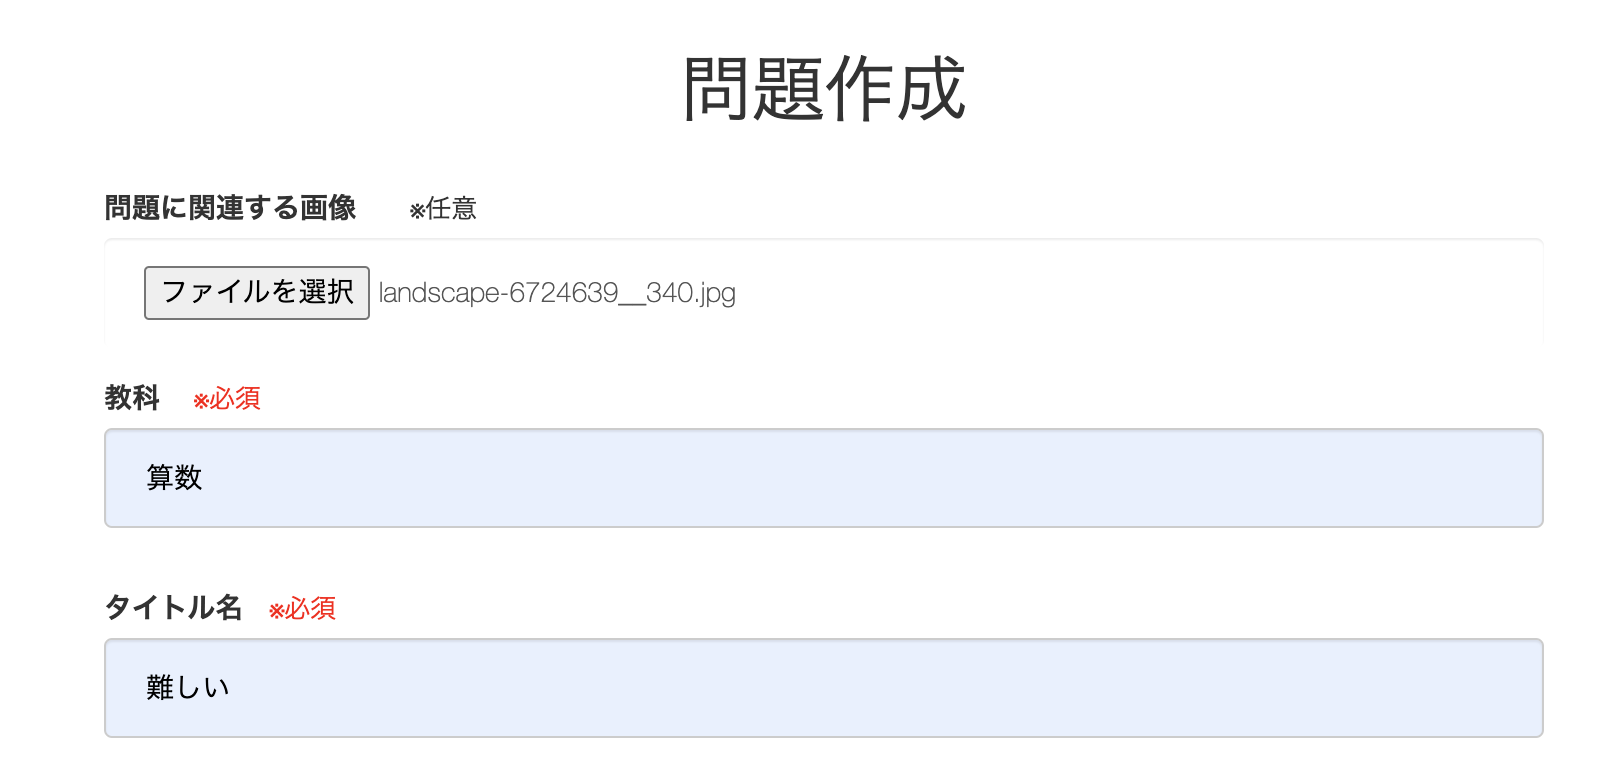 問題作成
問題に関連する画像 ※任意
ファイルを選択 landscape-6724639__340.jpg
教科 ※必須
算数
タイトル名 ※必須
難しい